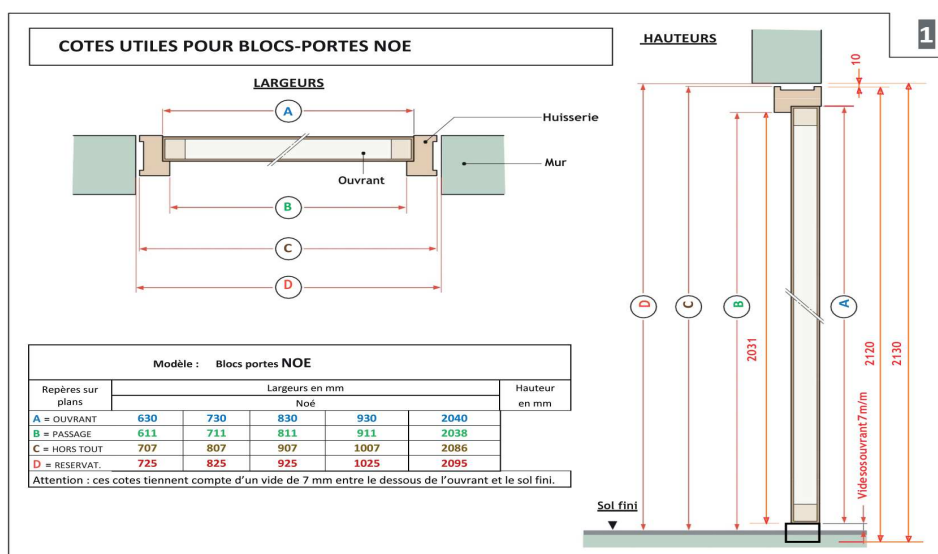 1
COTES UTILES POUR BLOCS-PORTES NOE
LARGEURS
A
Huisserie
Mur
Ouvrant
B
C
D
HAUTEURS
10
D
C
B
A
2031
2120
2130
Videsousouvrant 7 m/m
Sol fini
Modèle : Blocs portes NOE
Repères sur plans Largeurs en mm Hauteur en mm
Noé
A = OUVRANT 630 730 830 930 2040
B = PASSAGE 611 711 811 911 2038
C = HORS TOUT 707 807 907 1007 2086
D = RESERVAT. 725 825 925 1025 2095
Attention : ces cotes tiennent compte d'un vide de 7 mm entre le dessous de l'ouvrant et le sol fini.